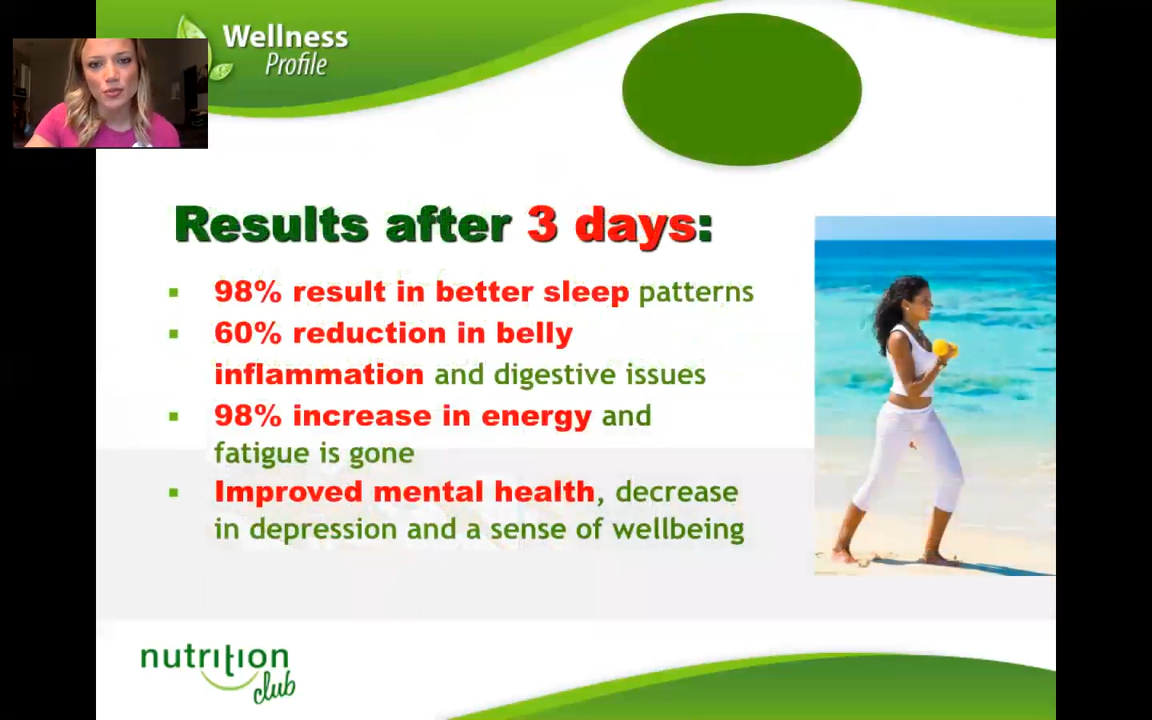 Wellness
Profile
Results after 3 days:
▪ 98% result in better sleep patterns
▪ 60% reduction in belly
inflammation and digestive issues
▪ 98% increase in energy and
fatigue is gone
▪ Improved mental health, decrease
in depression and a sense of wellbeing
nutrition
club